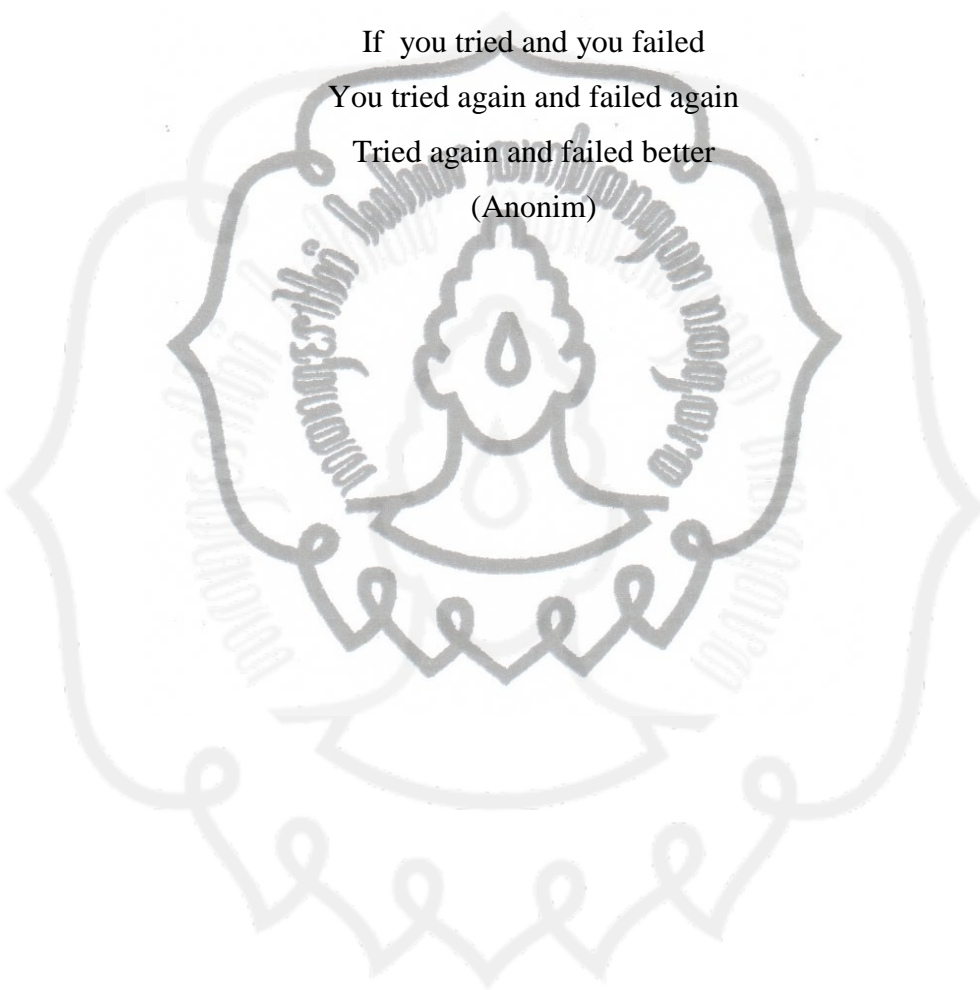 If  you tried and you failed
You tried again and failed again
Tried again and failed better
(Anonim)